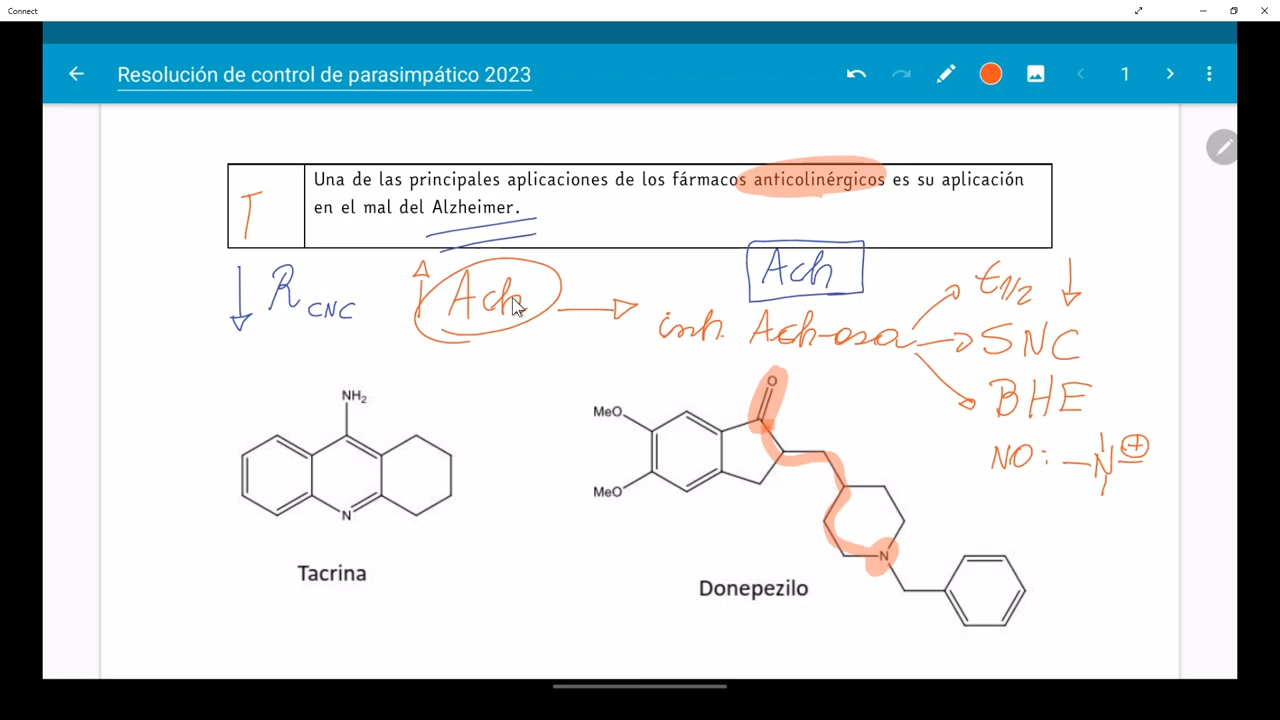 Connect
Resolución de control de parasimpático 2023
1
Una de las principales aplicaciones de los fármacos anticolinérgicos es su aplicación
en el mal del Alzheimer.
R CNC
Ach
Ach
t1/2
inh. Ach-asa
SNC
BHE
NO: -N+
NH2
N
Tacrina
O
MeO
MeO
N
Donepezilo